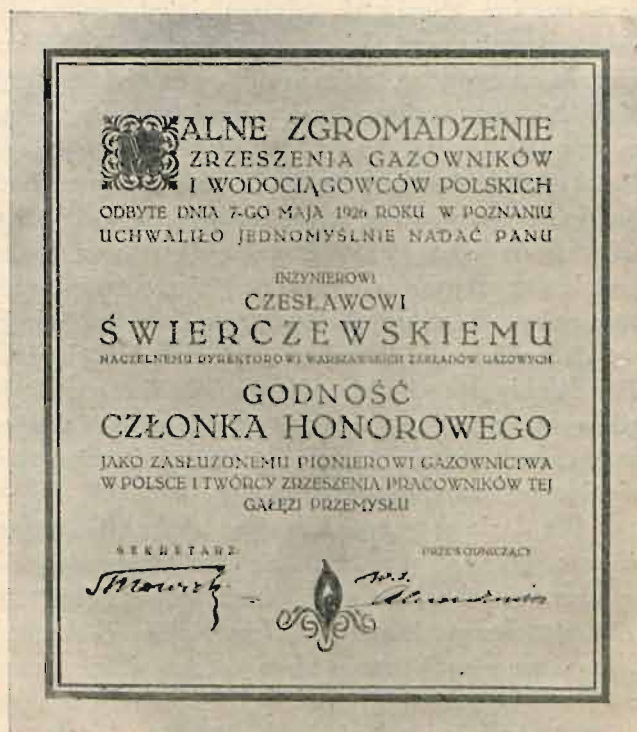 WALNE ZGROMADZENIE
ZRZESZENIA GAZOWNIKÓW
I WODOCIĄGOWCÓW POLSKICH
ODBYTE DNIA 7-GO MAJA 1926 ROKU W POZNANIU
UCHWALIŁO JEDNOMYŚLNIE NADAĆ PANU
INŻYNIEROWI
CZESŁAWOWI
ŚWIERCZEWSKIEMU
NACZELNEMU DYREKTOROWI WARSZAWSKICH ZAKŁADÓW GAZOWYCH
GODNOŚĆ
CZŁONKA HONOROWEGO
JAKO ZASŁUŻONEMU PIONIEROWI GAZOWNICTWA
W POLSCE I TWÓRCY ZRZESZENIA PRACOWNIKÓW TEJ
GAŁĘZI PRZEMYSŁU
SEKRETARZ PRZEWODNICZĄCY